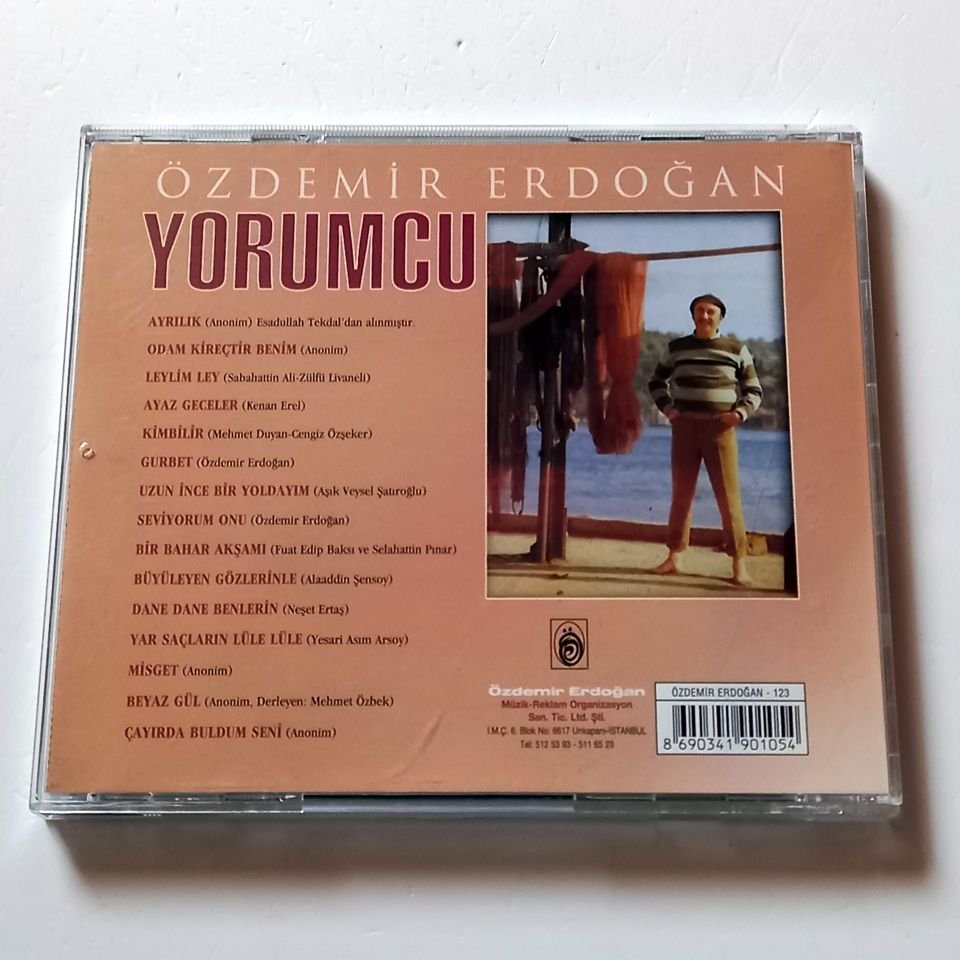 ÖZDEMİR ERDOĞAN
YORUMCU
AYRILIK (Anonim) Esadullah Tekdal'dan alınmıştır.
ODAM KİREÇTİR BENİM (Anonim)
LEYLİM LEY (Sabahattin Ali-Zülfü Livaneli)
AYAZ GECELER (Kenan Erel)
KİMBİLİR (Mehmet Duyan-Cengiz Özşeker)
GURBET (Özdemir Erdoğan)
UZUN İNCE BİR YOLDAYIM (Aşık Veysel Şatıroğlu)
SEVİYORUM ONU (Özdemir Erdoğan)
BİR BAHAR AKŞAMI (Fuat Edip Baksı ve Selahattin Pınar)
BÜYÜLEYEN GÖZLERİNLE (Alaaddin Şensoy)
DANE DANE BENLERİN (Neşet Ertaş)
YAR SAÇLARIN LÜLE LÜLE (Yesari Asım Arsoy)
MİSGET (Anonim)
BEYAZ GÜL (Anonim, Derleyen: Mehmet Özbek)
ÇAYIRDA BULDUM SENİ (Anonim)
Özdemir Erdoğan
Müzik-Reklam Organizasyon
San. Tic. Ltd. Şti.
İ.M.Ç. 6. Blok No: 6617 Unkapanı-İSTANBUL
Tel: 512 53 93 - 511 65 23
ÖZDEMİR ERDOĞAN - 123
8 690341 901054